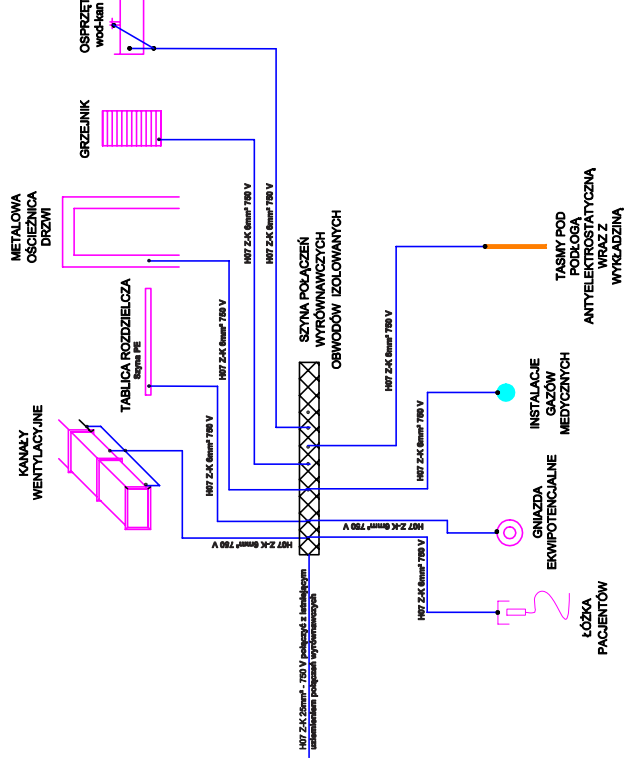 OSPRZĘT
wod-kan
GRZEJNIK
METALOWA
OŚCIEŻNICA
DRZWI
TABLICA ROZDZIELCZA
Szyna PE
KANAŁY
WENTYLACYJNE
H07 Z-K 6mm² 750 V
H07 Z-K 6mm² 750 V
H07 Z-K 6mm² 750 V
H07 Z-K 6mm² 750 V
H07 Z-K 6mm² 750 V
SZYNA POŁĄCZEŃ
WYRÓWNAWCZYCH
OBWODÓW IZOLOWANYCH
H07 Z-K 25mm² - 750 V połączyć z istniejącym
uziemieniem połączeń wyrównawczych
H07 Z-K 6mm² 750 V
H07 Z-K 6mm² 750 V
H07 Z-K 6mm² 750 V
H07 Z-K 6mm² 750 V
TASMY POD
PODŁOGĄ
ANTYELEKTROSTATYCZNĄ
WRAZ Z
WYKŁADZINĄ
INSTALACJE
GAZÓW
MEDYCZNYCH
GNIAZDA
EKWIPOTENCJALNE
ŁÓŻKA
PACJENTÓW